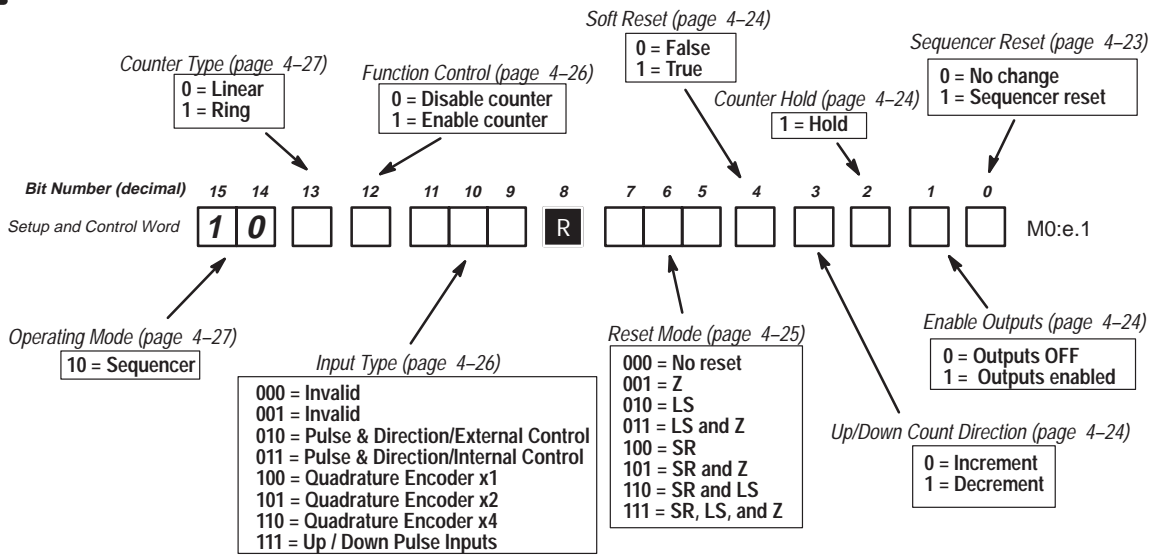 Soft Reset (page 4–24)
0 = False
1 = True
Sequencer Reset (page 4–23)
0 = No change
1 = Sequencer reset
Counter Type (page 4–27)
0 = Linear
1 = Ring
Function Control (page 4–26)
0 = Disable counter
1 = Enable counter
Counter Hold (page 4–24)
1 = Hold
Bit Number (decimal) 15 14 13 12 11 10 9 8 7 6 5 4 3 2 1 0
Setup and Control Word 1 0 R M0:e.1
Operating Mode (page 4–27)
10 = Sequencer
Input Type (page 4–26)
000 = Invalid
001 = Invalid
010 = Pulse & Direction/External Control
011 = Pulse & Direction/Internal Control
100 = Quadrature Encoder x1
101 = Quadrature Encoder x2
110 = Quadrature Encoder x4
111 = Up / Down Pulse Inputs
Reset Mode (page 4–25)
000 = No reset
001 = Z
010 = LS
011 = LS and Z
100 = SR
101 = SR and Z
110 = SR and LS
111 = SR, LS, and Z
Enable Outputs (page 4–24)
0 = Outputs OFF
1 = Outputs enabled
Up/Down Count Direction (page 4–24)
0 = Increment
1 = Decrement